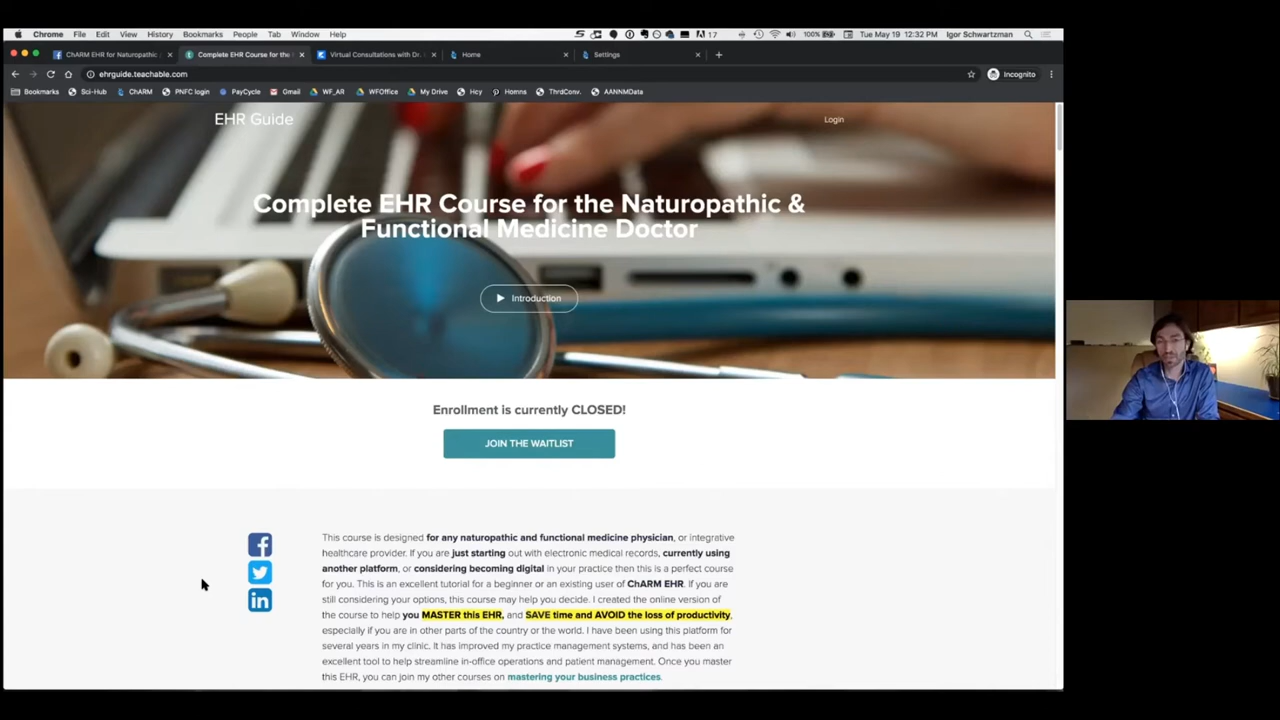 Chrome File Edit View History Bookmarks People Tab Window Help 17 100% Tue May 19 12:32 PM Igor Schwartzman
ChARM EHR for Naturopathic Complete EHR Course for the Virtual Consultations with Dr. Home Settings
ehrguide.teachable.com Incognito
Bookmarks Sci-Hub ChARM PNFC login PayCycle Gmail WF_AR WFOffice My Drive Hcy Homns ThrdConv. AANNMData
EHR Guide Login
Complete EHR Course for the Naturopathic &
Functional Medicine Doctor
Introduction
Enrollment is currently CLOSED!
JOIN THE WAITLIST
This course is designed for any naturopathic and functional medicine physician, or integrative
healthcare provider. If you are just starting out with electronic medical records, currently using
another platform, or considering becoming digital in your practice then this is a perfect course
for you. This is an excellent tutorial for a beginner or an existing user of ChARM EHR. If you are
still considering your options, this course may help you decide. I created the online version of
the course to help you MASTER this EHR, and SAVE time and AVOID the loss of productivity,
especially if you are in other parts of the country or the world. I have been using this platform for
several years in my clinic. It has improved my practice management systems, and has been an
excellent tool to help streamline in-office operations and patient management. Once you master
this EHR, you can join my other courses on mastering your business practices.